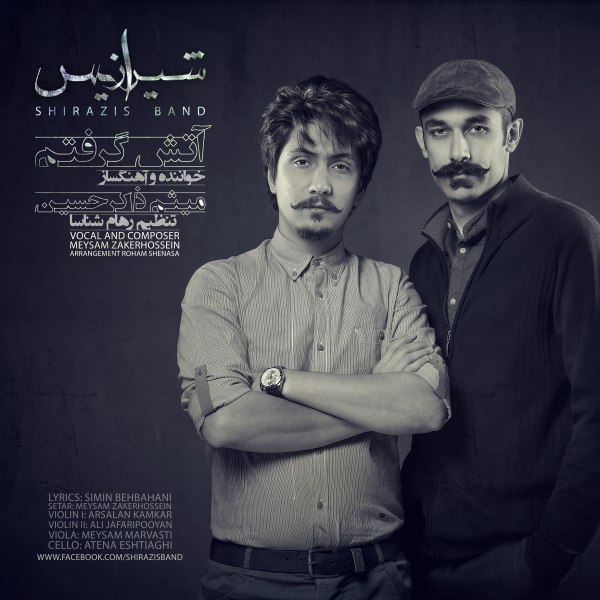 شیرازیس
SHIRAZIS BAND
آتش گرفتم
خواننده و آهنگساز
میثم ذاکرحسین
تنظیم رهام شناسا
VOCAL AND COMPOSER
MEYSAM ZAKERHOSSEIN
ARRANGEMENT ROHAM SHENASA
LYRICS: SIMIN BEHBAHANI
SETAR: MEYSAM ZAKERHOSSEIN
VIOLIN I: ARSALAN KAMKAR
VIOLIN II: ALI JAFARIPOOYAN
VIOLA: MEYSAM MARVASTI
CELLO: ATENA ESHTIAGHI
WWW.FACEBOOK.COM/SHIRAZISBAND